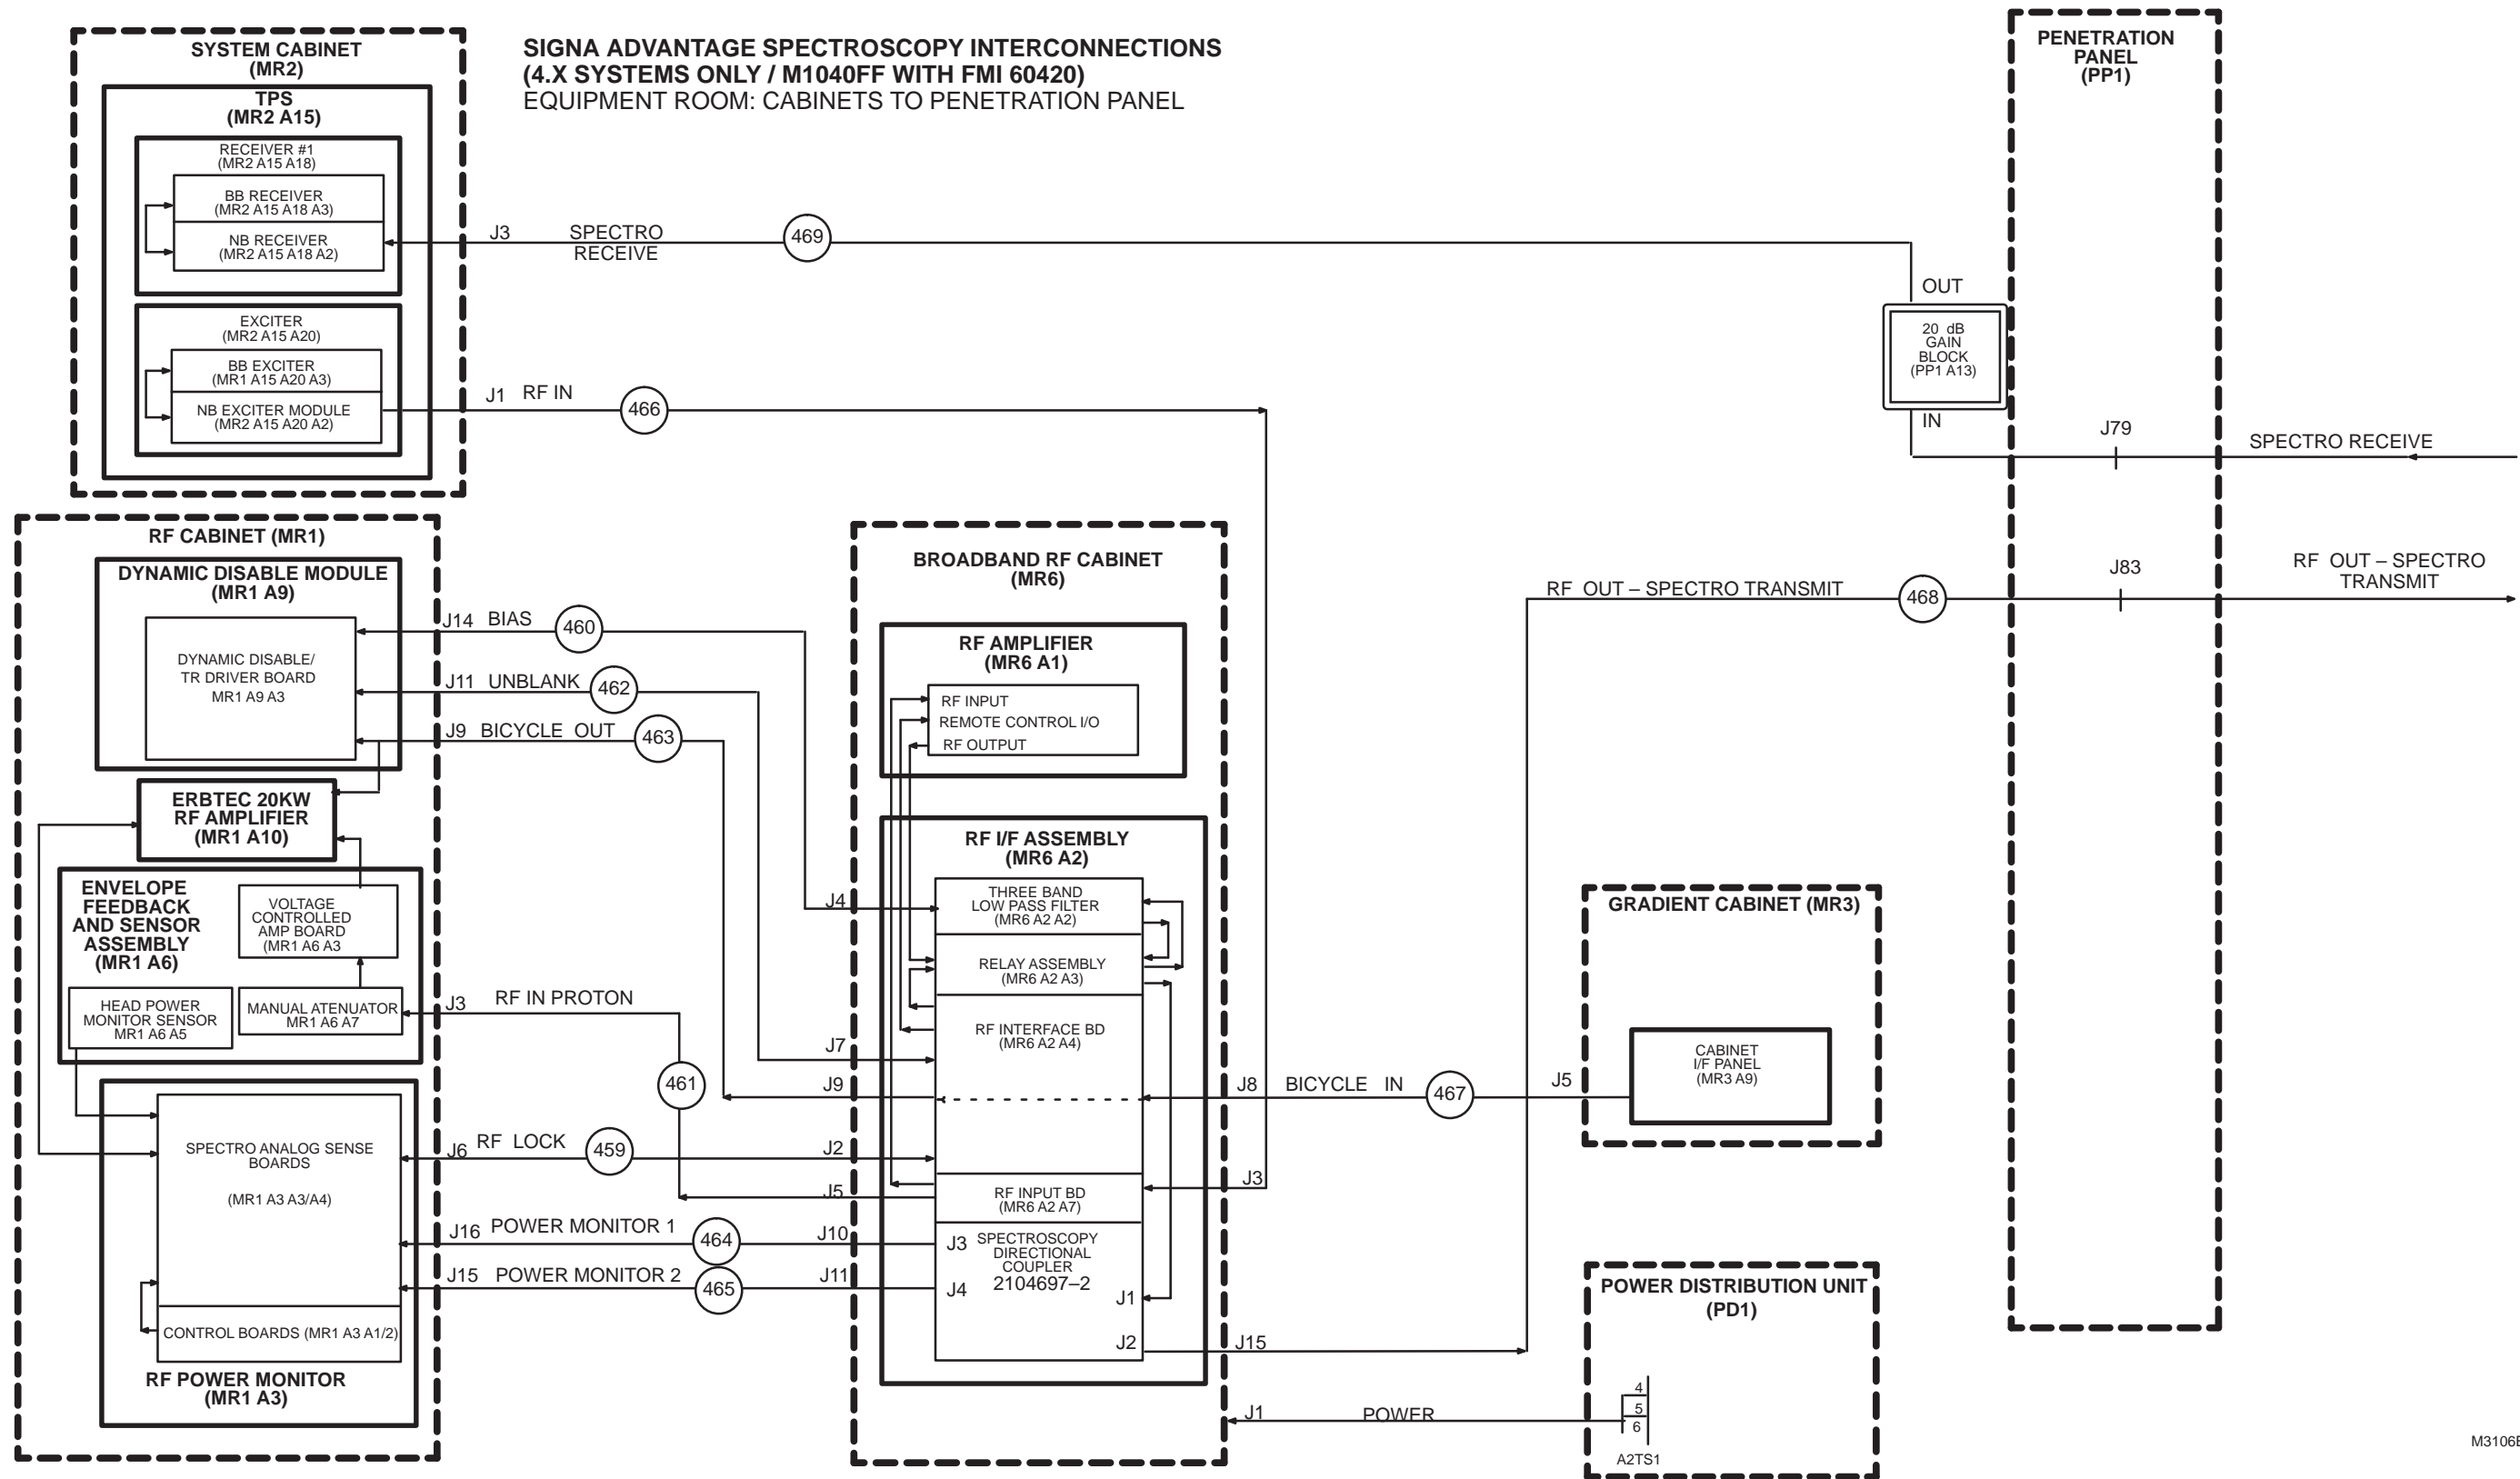 SIGNA ADVANTAGE SPECTROSCOPY INTERCONNECTIONS
(4.X SYSTEMS ONLY / M1040FF WITH FMI 60420)
EQUIPMENT ROOM: CABINETS TO PENETRATION PANEL
SYSTEM CABINET
(MR2)
TPS
(MR2 A15)
RECEIVER #1
(MR2 A15 A18)
BB RECEIVER
(MR2 A15 A18 A3)
NB RECEIVER
(MR2 A15 A18 A2)
EXCITER
(MR2 A15 A20)
BB EXCITER
(MR1 A15 A20 A3)
NB EXCITER MODULE
(MR2 A15 A20 A2)
J3
SPECTRO
RECEIVE
469
J1
RF IN
466
PENETRATION
PANEL
(PP1)
OUT
20 dB
GAIN
BLOCK
(PP1 A13)
IN
J79
SPECTRO RECEIVE
J83
RF OUT – SPECTRO
TRANSMIT
RF OUT – SPECTRO TRANSMIT
468
RF CABINET (MR1)
DYNAMIC DISABLE MODULE
(MR1 A9)
DYNAMIC DISABLE/
TR DRIVER BOARD
MR1 A9 A3
J14 BIAS
460
J11 UNBLANK
462
J9 BICYCLE OUT
463
ERBTEC 20KW
RF AMPLIFIER
(MR1 A10)
ENVELOPE
FEEDBACK
AND SENSOR
ASSEMBLY
(MR1 A6)
VOLTAGE
CONTROLLED
AMP BOARD
(MR1 A6 A3
HEAD POWER
MONITOR SENSOR
MR1 A6 A5
MANUAL ATENUATOR
MR1 A6 A7
J3
RF IN PROTON
461
SPECTRO ANALOG SENSE
BOARDS
(MR1 A3 A3/A4)
CONTROL BOARDS (MR1 A3 A1/2)
RF POWER MONITOR
(MR1 A3)
J6
RF LOCK
459
J16
POWER MONITOR 1
464
J15
POWER MONITOR 2
465
BROADBAND RF CABINET
(MR6)
RF AMPLIFIER
(MR6 A1)
RF INPUT
REMOTE CONTROL I/O
RF OUTPUT
RF I/F ASSEMBLY
(MR6 A2)
THREE BAND
LOW PASS FILTER
(MR6 A2 A2)
RELAY ASSEMBLY
(MR6 A2 A3)
RF INTERFACE BD
(MR6 A2 A4)
RF INPUT BD
(MR6 A2 A7)
SPECTROSCOPY
DIRECTIONAL
COUPLER
2104697–2
J3
J4
J1
J2
J4
J7
J9
J2
J5
J10
J11
J8
BICYCLE IN
467
J5
J3
J15
J1
POWER
GRADIENT CABINET (MR3)
CABINET
I/F PANEL
(MR3 A9)
POWER DISTRIBUTION UNIT
(PD1)
4
5
6
A2TS1